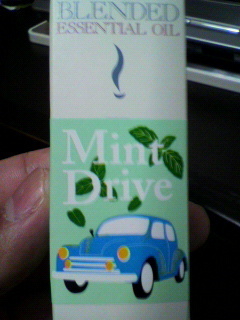 BLENDED
ESSENTIAL OIL
Mint
Drive